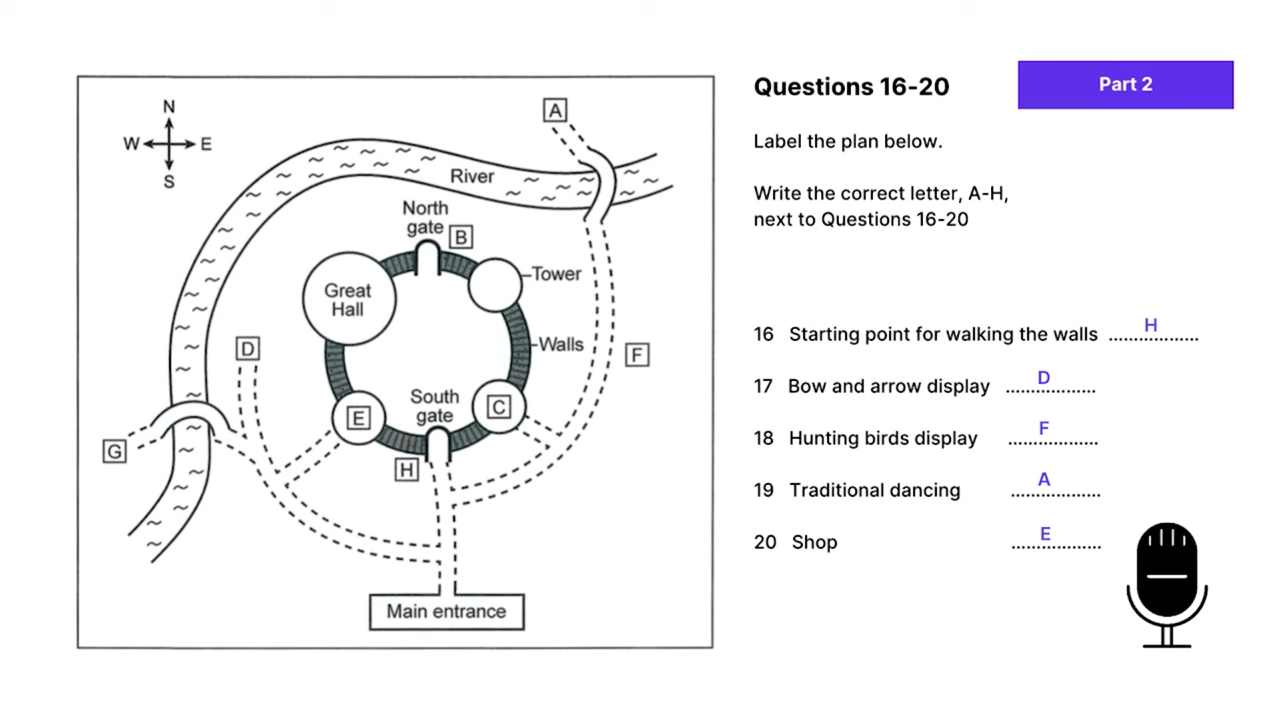 N
W E
S
A
River
North
gate
B
Great
Hall
Tower
Walls
D
F
South
gate
E
C
G
H
Main entrance
Questions 16-20
Part 2
Label the plan below.
Write the correct letter, A-H,
next to Questions 16-20
16 Starting point for walking the walls .................. H
17 Bow and arrow display .................. D
18 Hunting birds display .................. F
19 Traditional dancing .................. A
20 Shop .................. E